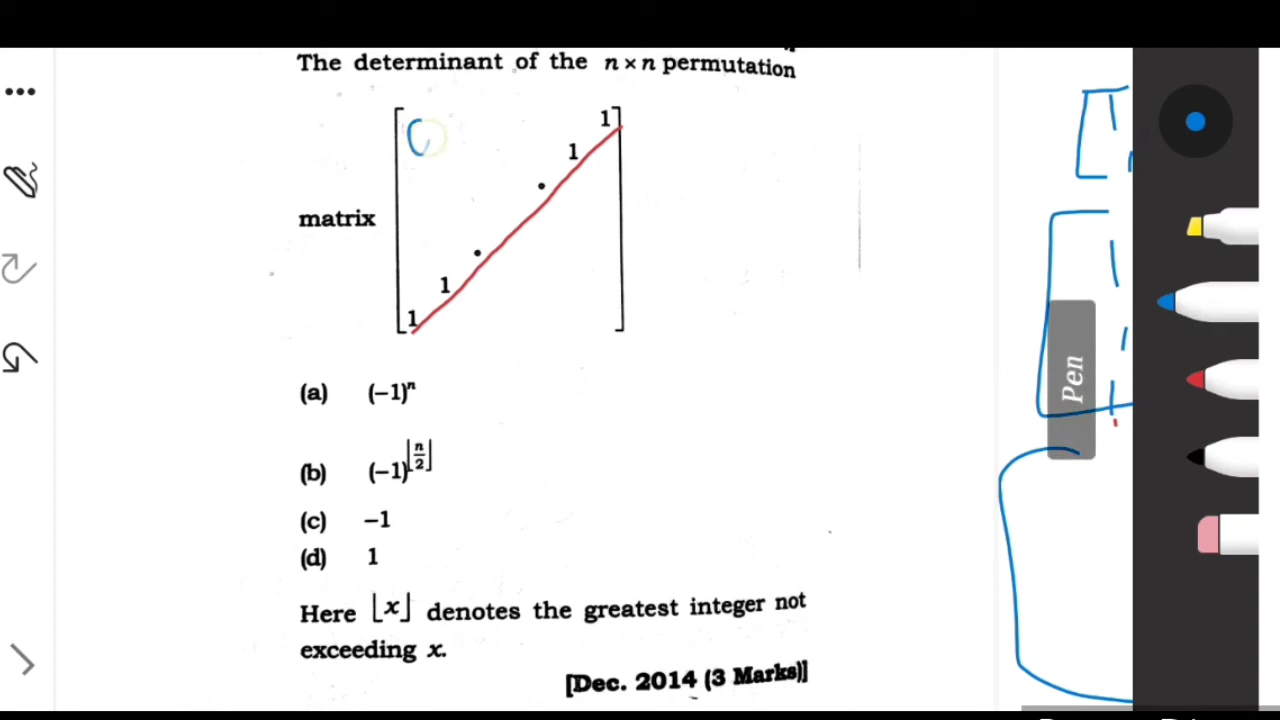 The determinant of the n × n permutation
1
1
matrix
1
1
(a) (−1)ⁿ
(b) (−1)^⌊n/2⌋
(c) −1
(d) 1
Here ⌊x⌋ denotes the greatest integer not
exceeding x.
[Dec. 2014 (3 Marks)]
Pen